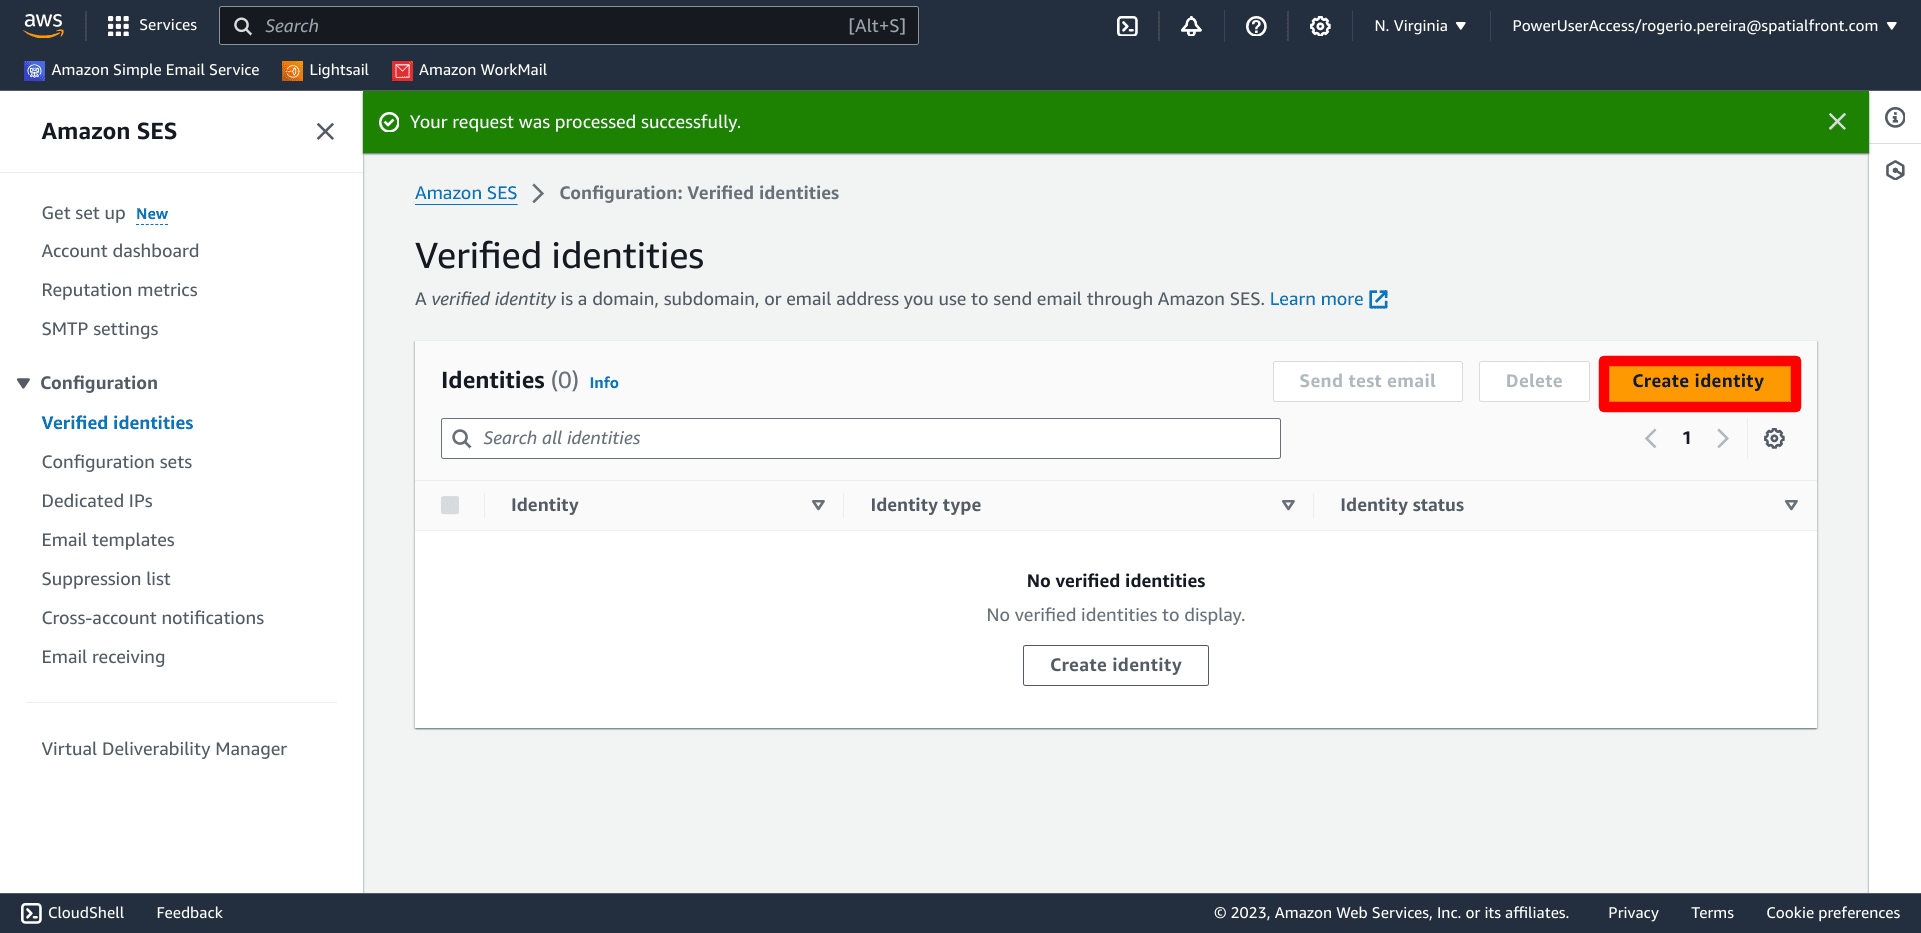 aws
Services
Search [Alt+S]
N. Virginia
PowerUserAccess/rogerio.pereira@spatialfront.com
Amazon Simple Email Service
Lightsail
Amazon WorkMail
Amazon SES
Get set up New
Account dashboard
Reputation metrics
SMTP settings
Configuration
Verified identities
Configuration sets
Dedicated IPs
Email templates
Suppression list
Cross-account notifications
Email receiving
Virtual Deliverability Manager
Your request was processed successfully.
Amazon SES Configuration: Verified identities
Verified identities
A verified identity is a domain, subdomain, or email address you use to send email through Amazon SES. Learn more
Identities (0) Info
Send test email
Delete
Create identity
Search all identities
1
Identity
Identity type
Identity status
No verified identities
No verified identities to display.
Create identity
CloudShell
Feedback
© 2023, Amazon Web Services, Inc. or its affiliates.
Privacy
Terms
Cookie preferences